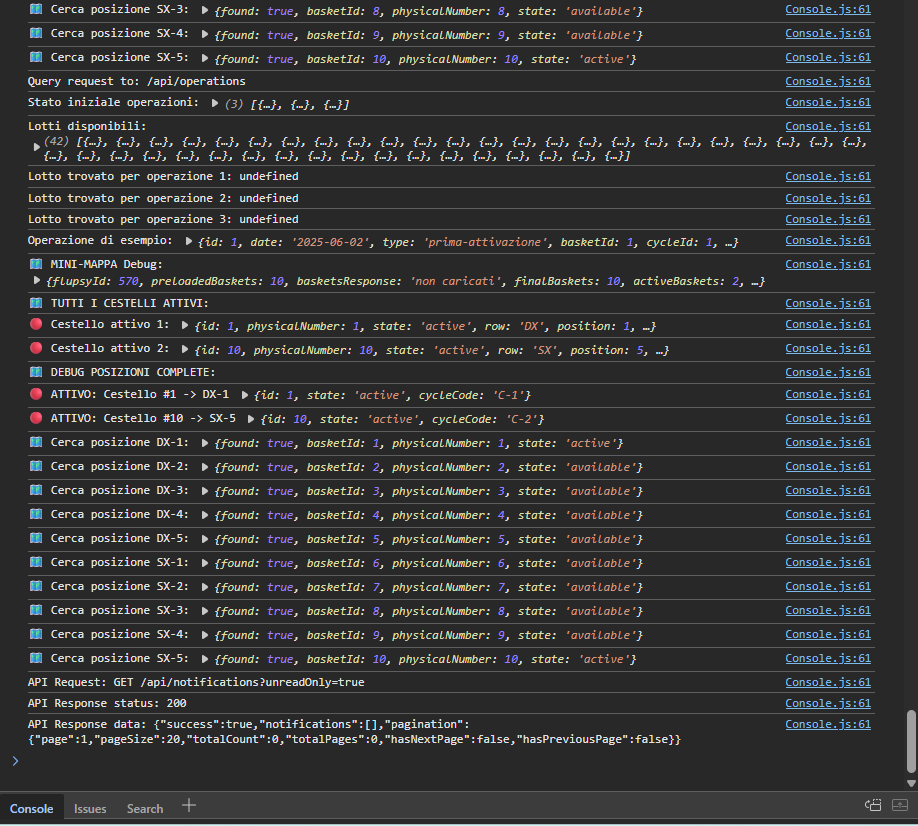 Cerca posizione SX-3: ▶ {found: true, basketId: 8, physicalNumber: 8, state: 'available'} Console.js:61
Cerca posizione SX-4: ▶ {found: true, basketId: 9, physicalNumber: 9, state: 'available'} Console.js:61
Cerca posizione SX-5: ▶ {found: true, basketId: 10, physicalNumber: 10, state: 'active'} Console.js:61
Query request to: /api/operations Console.js:61
Stato iniziale operazioni: ▶ (3) [{…}, {…}, {…}] Console.js:61
Lotti disponibili: Console.js:61
▶ (42) [{…}, {…}, {…}, {…}, {…}, {…}, {…}, {…}, {…}, {…}, {…}, {…}, {…}, {…}, {…}, {…}, {…}, {…}, {…}, {…}, {…}, {…}, {…}, {…},
{…}, {…}, {…}, {…}, {…}, {…}, {…}, {…}, {…}, {…}, {…}, {…}, {…}, {…}, {…}, {…}, {…}, {…}]
Lotto trovato per operazione 1: undefined Console.js:61
Lotto trovato per operazione 2: undefined Console.js:61
Lotto trovato per operazione 3: undefined Console.js:61
Operazione di esempio: ▶ {id: 1, date: '2025-06-02', type: 'prima-attivazione', basketId: 1, cycleId: 1, …} Console.js:61
MINI-MAPPA Debug: Console.js:61
▶ {flupsyId: 570, preloadedBaskets: 10, basketsResponse: 'non caricati', finalBaskets: 10, activeBaskets: 2, …}
TUTTI I CESTELLI ATTIVI: Console.js:61
Cestello attivo 1: ▶ {id: 1, physicalNumber: 1, state: 'active', row: 'DX', position: 1, …} Console.js:61
Cestello attivo 2: ▶ {id: 10, physicalNumber: 10, state: 'active', row: 'SX', position: 5, …} Console.js:61
DEBUG POSIZIONI COMPLETE: Console.js:61
ATTIVO: Cestello #1 -> DX-1 ▶ {id: 1, state: 'active', cycleCode: 'C-1'} Console.js:61
ATTIVO: Cestello #10 -> SX-5 ▶ {id: 10, state: 'active', cycleCode: 'C-2'} Console.js:61
Cerca posizione DX-1: ▶ {found: true, basketId: 1, physicalNumber: 1, state: 'active'} Console.js:61
Cerca posizione DX-2: ▶ {found: true, basketId: 2, physicalNumber: 2, state: 'available'} Console.js:61
Cerca posizione DX-3: ▶ {found: true, basketId: 3, physicalNumber: 3, state: 'available'} Console.js:61
Cerca posizione DX-4: ▶ {found: true, basketId: 4, physicalNumber: 4, state: 'available'} Console.js:61
Cerca posizione DX-5: ▶ {found: true, basketId: 5, physicalNumber: 5, state: 'available'} Console.js:61
Cerca posizione SX-1: ▶ {found: true, basketId: 6, physicalNumber: 6, state: 'available'} Console.js:61
Cerca posizione SX-2: ▶ {found: true, basketId: 7, physicalNumber: 7, state: 'available'} Console.js:61
Cerca posizione SX-3: ▶ {found: true, basketId: 8, physicalNumber: 8, state: 'available'} Console.js:61
Cerca posizione SX-4: ▶ {found: true, basketId: 9, physicalNumber: 9, state: 'available'} Console.js:61
Cerca posizione SX-5: ▶ {found: true, basketId: 10, physicalNumber: 10, state: 'active'} Console.js:61
API Request: GET /api/notifications?unreadOnly=true Console.js:61
API Response status: 200 Console.js:61
API Response data: {"success":true,"notifications":[],"pagination": Console.js:61
{"page":1,"pageSize":20,"totalCount":0,"totalPages":0,"hasNextPage":false,"hasPreviousPage":false}}
Console Issues Search